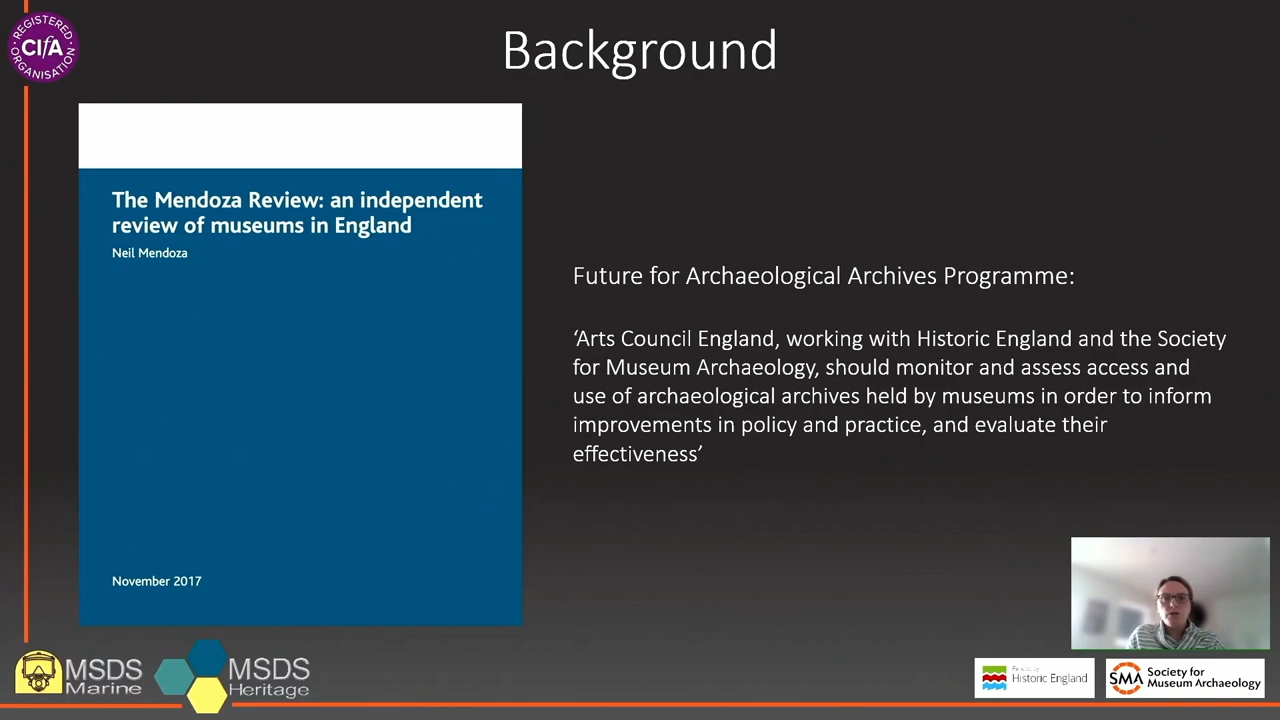 REGISTERED
CIfA
ORGANISATION
Background
The Mendoza Review: an independent
review of museums in England
Neil Mendoza
November 2017
Future for Archaeological Archives Programme:
‘Arts Council England, working with Historic England and the Society
for Museum Archaeology, should monitor and assess access and
use of archaeological archives held by museums in order to inform
improvements in policy and practice, and evaluate their
effectiveness’
MSDS
Marine
MSDS
Heritage
Funded by
Historic England
SMA
Society for
Museum Archaeology